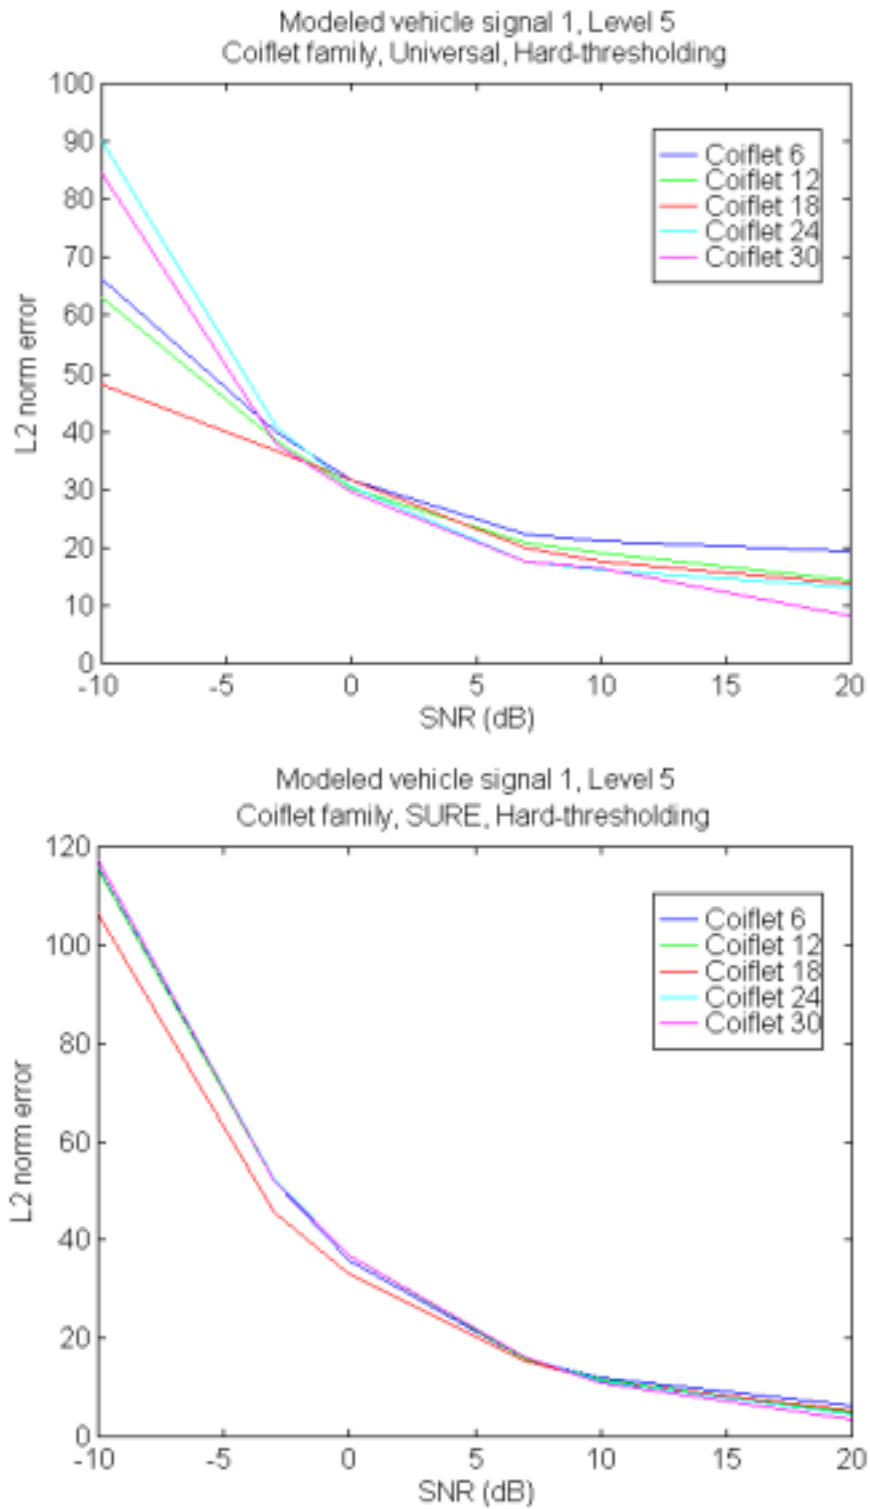 Modeled vehicle signal 1, Level 5
Coiflet family, Universal, Hard-thresholding
100
90
80
70
60
50
40
30
20
10
0
L2 norm error
Coiflet 6
Coiflet 12
Coiflet 18
Coiflet 24
Coiflet 30
-10 -5 0 5 10 15 20
SNR (dB)
Modeled vehicle signal 1, Level 5
Coiflet family, SURE, Hard-thresholding
120
100
80
60
40
20
0
L2 norm error
Coiflet 6
Coiflet 12
Coiflet 18
Coiflet 24
Coiflet 30
-10 -5 0 5 10 15 20
SNR (dB)